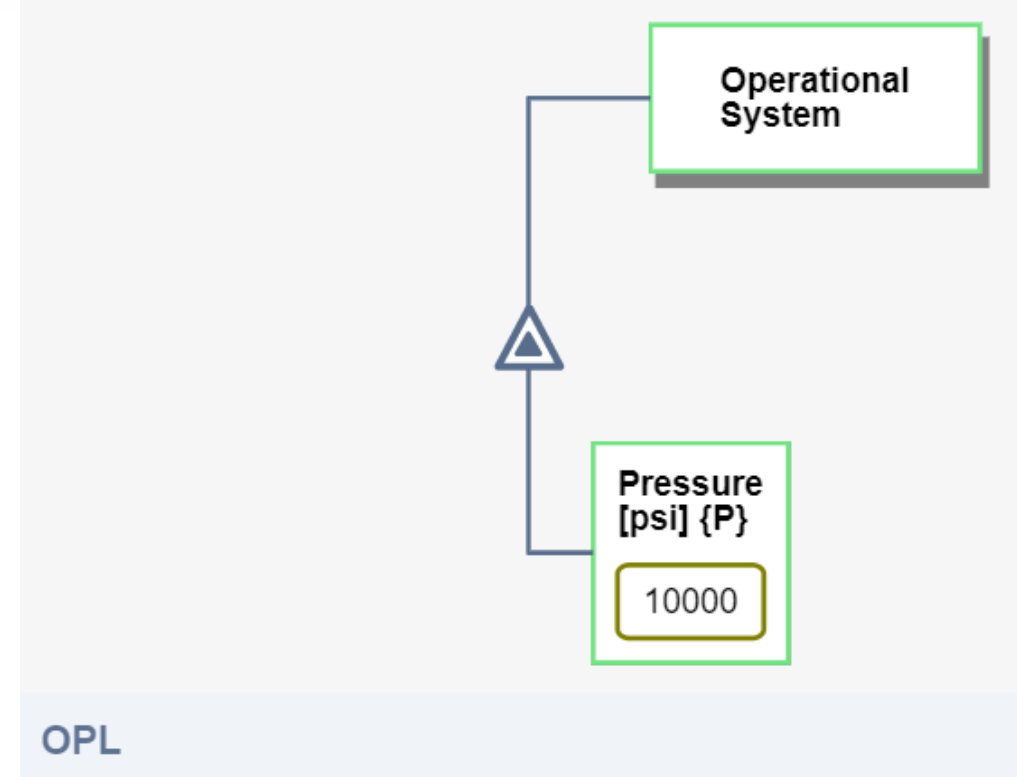 Operational
System
Pressure
[psi] {P}
10000
OPL